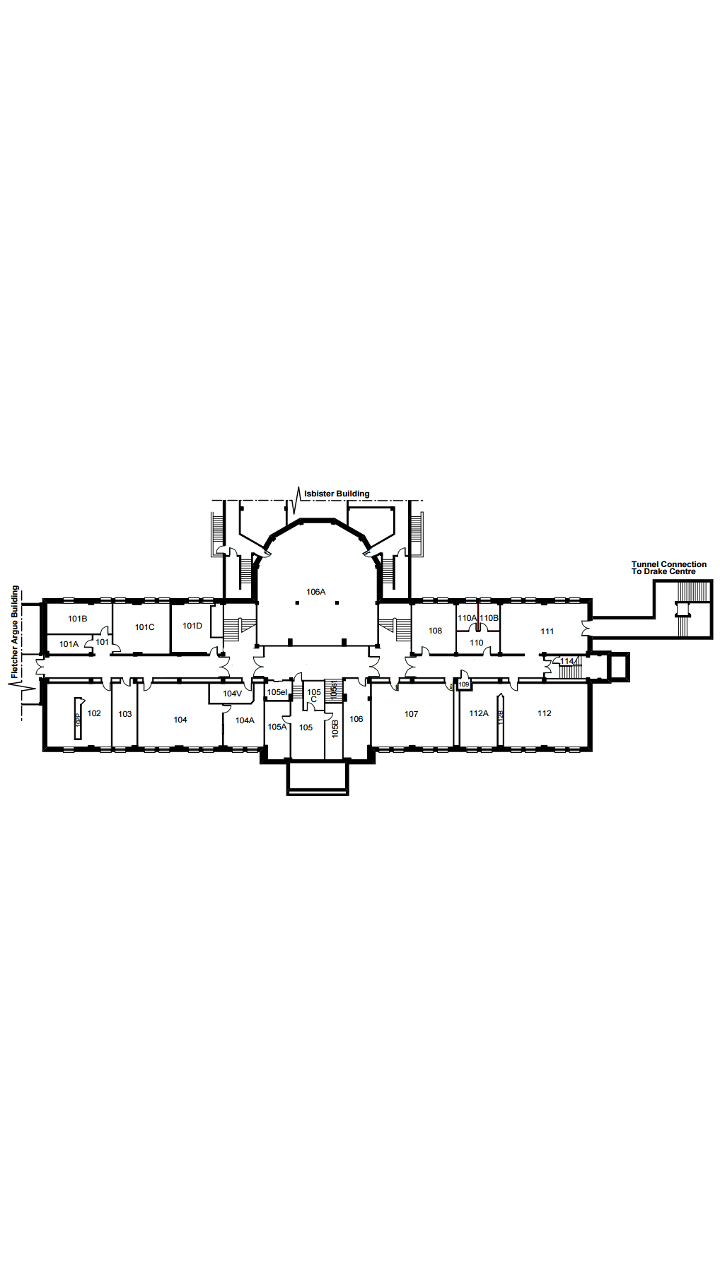 Isbister Building
Tunnel Connection
To Drake Centre
Fletcher Argue Building
106A
101B
101C
101D
101A
101
108
110A
110B
110
111
114
104V
105el
105
C
105s1
109
102
103
104
104A
105A
105
105B
106
107
112A
112B
112